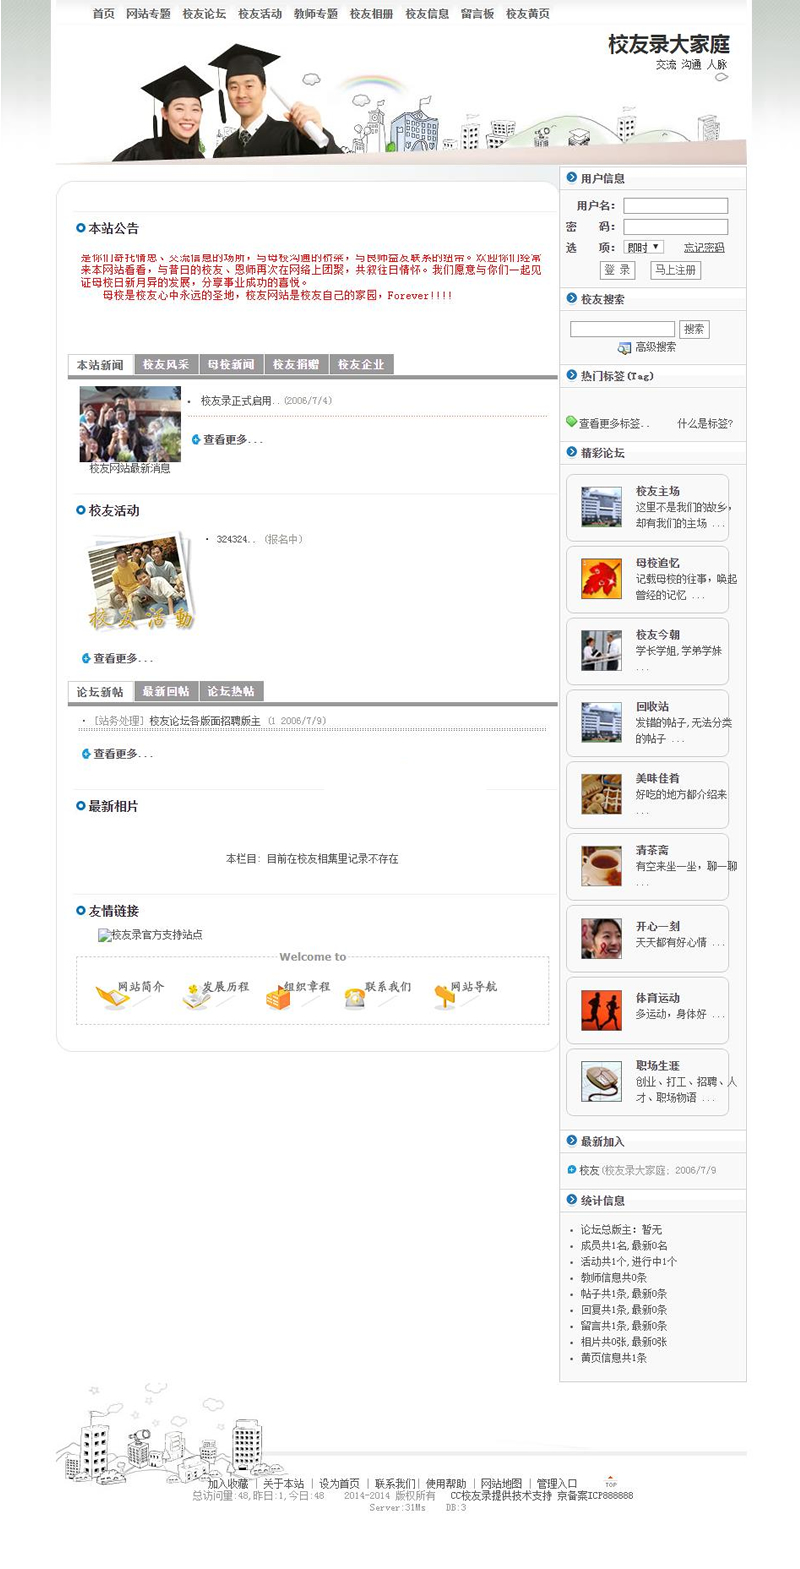 首页 网站专题 校友论坛 校友活动 教师专题 校友相册 校友信息 留言板 校友黄页
校友录大家庭
交流 沟通 人脉
本站公告
是你们寄托情思、交流信息的场所，与母校沟通的桥梁，与良师益友联系的纽带。欢迎你们经常
来本网站看看，与昔日的校友、恩师再次在网络上团聚，共叙往日情怀。我们愿意与你们一起见
证母校日新月异的发展，分享事业成功的喜悦。
母校是校友心中永远的圣地，校友网站是校友自己的家园，Forever!!!!
本站新闻 校友风采 母校新闻 校友捐赠 校友企业
校友录正式启用..(2006/7/4)
查看更多...
校友网站最新消息
校友活动
324324.. （报名中）
校友活動
查看更多...
论坛新帖 最新回帖 论坛热帖
[站务处理] 校友论坛各版面招聘版主 (1 2006/7/9)
查看更多...
最新相片
本栏目：目前在校友相集里记录不存在
友情链接
校友录官方支持站点
Welcome to
网站简介 发展历程 组织章程 联系我们 网站导航
用户信息
用户名：
密 码：
选 项： 即时 忘记密码
登 录 马上注册
校友搜索
搜索
高级搜索
热门标签(Tag)
查看更多标签.. 什么是标签?
精彩论坛
校友主场
这里不是我们的故乡，
却有我们的主场 ...
母校追忆
记载母校的往事，唤起
曾经的记忆 ...
校友今朝
学长学姐,学弟学妹
...
回收站
发错的帖子,无法分类
的帖子 ...
美味佳肴
好吃的地方都介绍来
...
清茶斋
有空来坐一坐，聊一聊
...
开心一刻
天天都有好心情 ...
体育运动
多运动，身体好 ...
职场生涯
创业、打工、招聘、人
才、职场物语 ...
最新加入
校友(校友录大家庭; 2006/7/9
统计信息
论坛总版主：暂无
成员共1名,最新0名
活动共1个,进行中1个
教师信息共0条
帖子共1条,最新0条
回复共1条,最新0条
留言共1条,最新0条
相片共0张,最新0张
黄页信息共1条
加入收藏 | 关于本站 | 设为首页 | 联系我们| 使用帮助 | 网站地图 | 管理入口 TOP
总访问量:48,昨日:1,今日:48 2014-2014 版权所有 CC校友录提供技术支持 京备案ICP888888
Server:31Ms DB:3